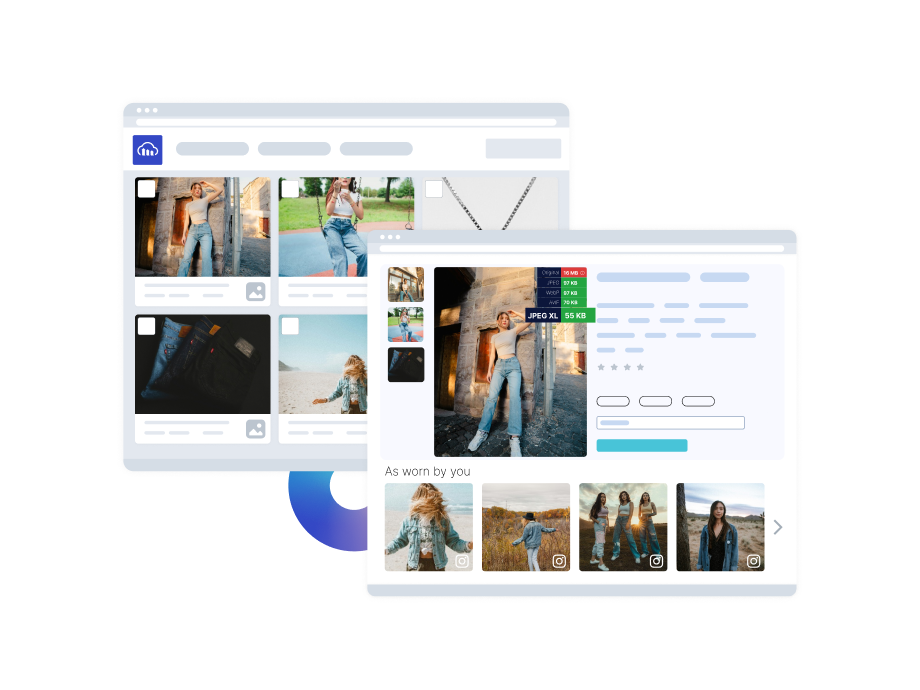 Original 16 MB
JPEG 97 KB
WebP 97 KB
AVIF 70 KB
JPEG XL 55 KB
As worn by you